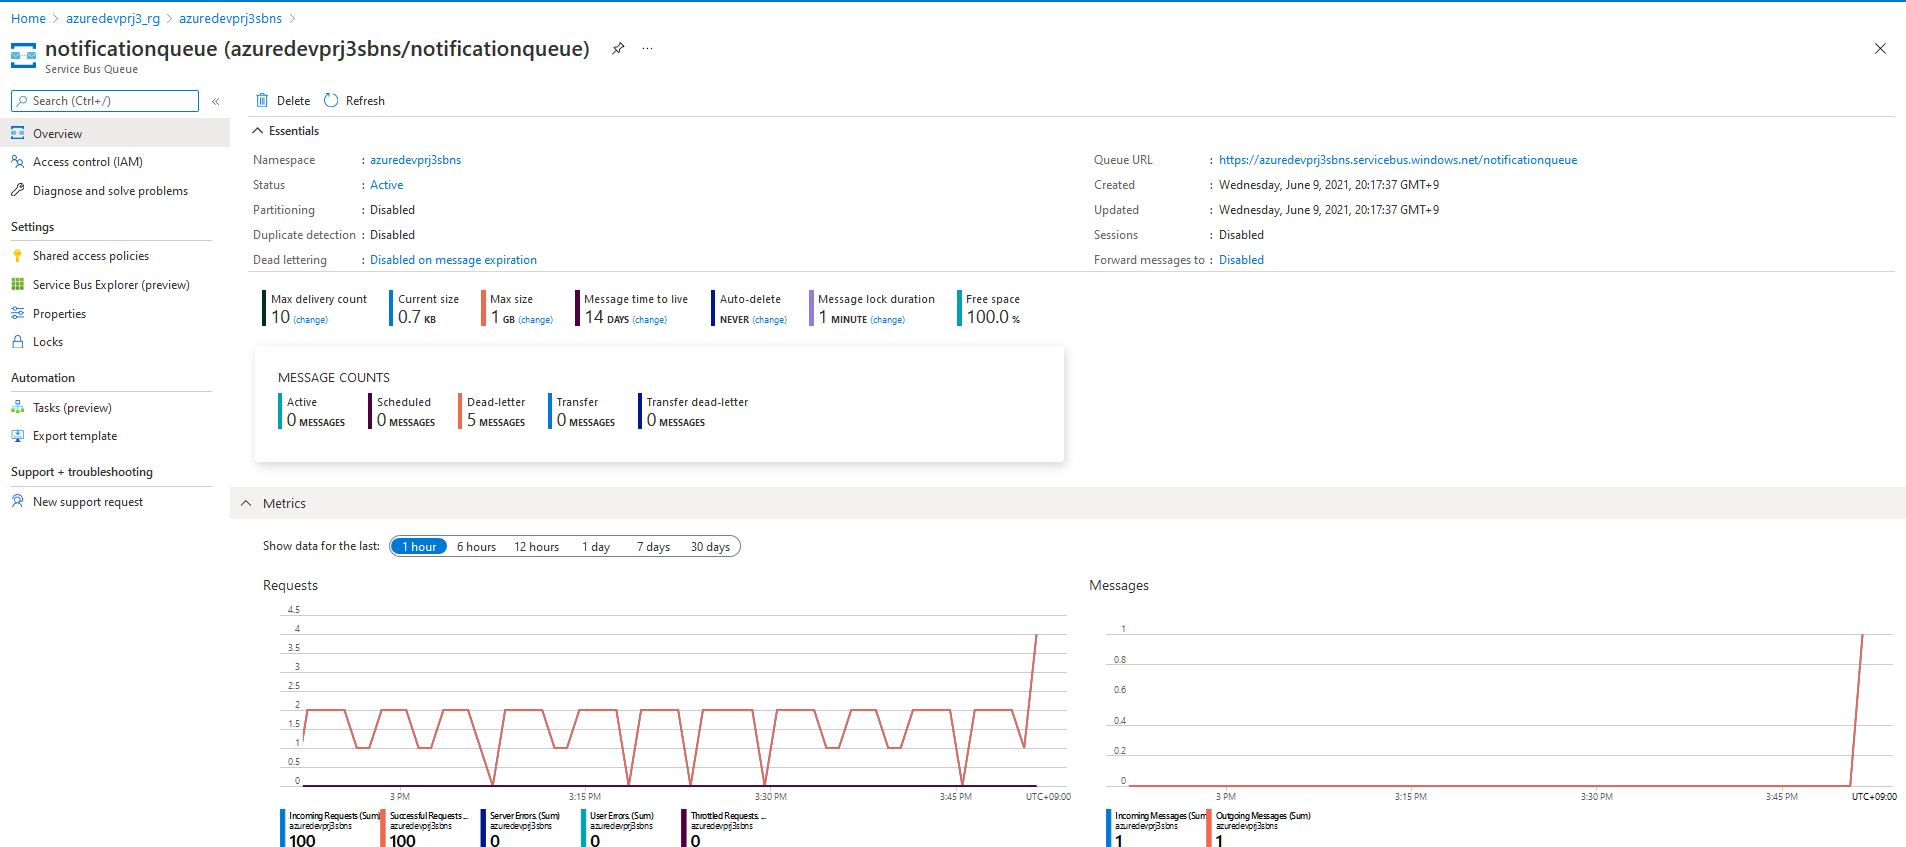 Home > azuredevprj3_rg > azuredevprj3sbns >
notificationqueue (azuredevprj3sbns/notificationqueue) ...
Service Bus Queue
Search (Ctrl+/) «
Overview
Access control (IAM)
Diagnose and solve problems
Settings
Shared access policies
Service Bus Explorer (preview)
Properties
Locks
Automation
Tasks (preview)
Export template
Support + troubleshooting
New support request
Delete Refresh
Essentials
Namespace : azuredevprj3sbns
Status : Active
Partitioning : Disabled
Duplicate detection : Disabled
Dead lettering : Disabled on message expiration
Queue URL : https://azuredevprj3sbns.servicebus.windows.net/notificationqueue
Created : Wednesday, June 9, 2021, 20:17:37 GMT+9
Updated : Wednesday, June 9, 2021, 20:17:37 GMT+9
Sessions : Disabled
Forward messages to : Disabled
Max delivery count
10 (change)
Current size
0.7 KB
Max size
1 GB (change)
Message time to live
14 DAYS (change)
Auto-delete
NEVER (change)
Message lock duration
1 MINUTE (change)
Free space
100.0 %
MESSAGE COUNTS
Active
0 MESSAGES
Scheduled
0 MESSAGES
Dead-letter
5 MESSAGES
Transfer
0 MESSAGES
Transfer dead-letter
0 MESSAGES
Metrics
Show data for the last: 1 hour 6 hours 12 hours 1 day 7 days 30 days
Requests
4.5
4
3.5
3
2.5
2
1.5
1
0.5
0
3 PM 3:15 PM 3:30 PM 3:45 PM UTC+09:00
Incoming Requests (Sum)
azuredevprj3sbns
100
Successful Requests ...
azuredevprj3sbns
100
Server Errors. (Sum)
azuredevprj3sbns
0
User Errors. (Sum)
azuredevprj3sbns
0
Throttled Requests. ...
azuredevprj3sbns
0
Messages
1
0.8
0.6
0.4
0.2
0
3 PM 3:15 PM 3:30 PM 3:45 PM UTC+09:00
Incoming Messages (Sum)
azuredevprj3sbns
1
Outgoing Messages (Sum)
azuredevprj3sbns
1